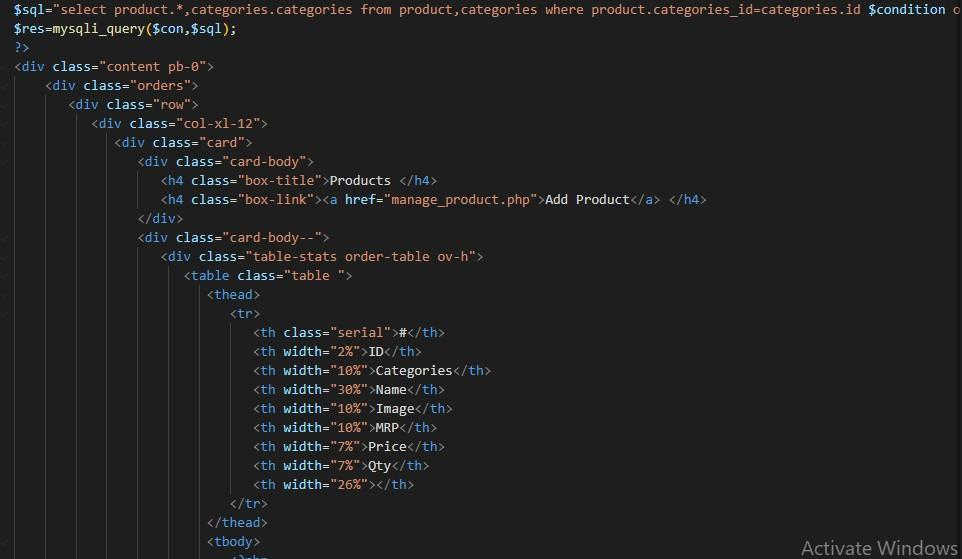 $sql="select product.*,categories.categories from product,categories where product.categories_id=categories.id $condition o
$res=mysqli_query($con,$sql);
?>
<div class="content pb-0">
<div class="orders">
<div class="row">
<div class="col-xl-12">
<div class="card">
<div class="card-body">
<h4 class="box-title">Products </h4>
<h4 class="box-link"><a href="manage_product.php">Add Product</a> </h4>
</div>
<div class="card-body--">
<div class="table-stats order-table ov-h">
<table class="table ">
<thead>
<tr>
<th class="serial">#</th>
<th width="2%">ID</th>
<th width="10%">Categories</th>
<th width="30%">Name</th>
<th width="10%">Image</th>
<th width="10%">MRP</th>
<th width="7%">Price</th>
<th width="7%">Qty</th>
<th width="26%"></th>
</tr>
</thead>
<tbody>
Activate Windows